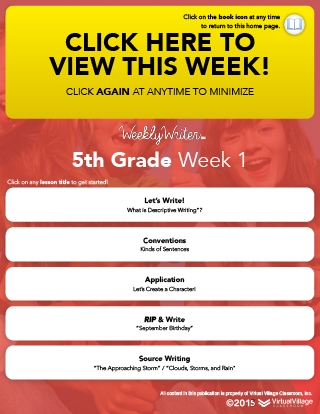 Click on the book icon at any time
to return to this home page.
CLICK HERE TO
VIEW THIS WEEK!
CLICK AGAIN AT ANYTIME TO MINIMIZE
WeeklyWriter
5th Grade Week 1
Click on any lesson title to get started!
Let's Write!
What is Descriptive Writing"?
Conventions
Kinds of Sentences
Application
Let's Create a Character!
RIP & Write
"September Birthday"
Source Writing
"The Approaching Storm" / "Clouds, Storms, and Rain"
All content in this publication is property of Virtual Village Classroom, Inc.
©2015 VirtualVillage
CLASSROOM